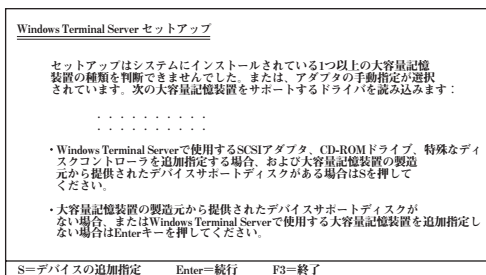 Windows Terminal Server セットアップ
セットアップはシステムにインストールされている1つ以上の大容量記憶
装置の種類を判断できませんでした。または、アダプタの手動指定が選択
されています。次の大容量記憶装置をサポートするドライバを読み込みます：
. . . . . . . . . .
. . . . . . . . . .
・Windows Terminal Serverで使用するSCSIアダプタ、CD-ROMドライブ、特殊なディ
スクコントローラを追加指定する場合、および大容量記憶装置の製造
元から提供されたデバイスサポートディスクがある場合はSを押して
ください。
・大容量記憶装置の製造元から提供されたデバイスサポートディスクが
ない場合、またはWindows Terminal Serverで使用する大容量記憶装置を追加指定し
ない場合はEnterキーを押してください。
S＝デバイスの追加指定 Enter＝続行 F3＝終了